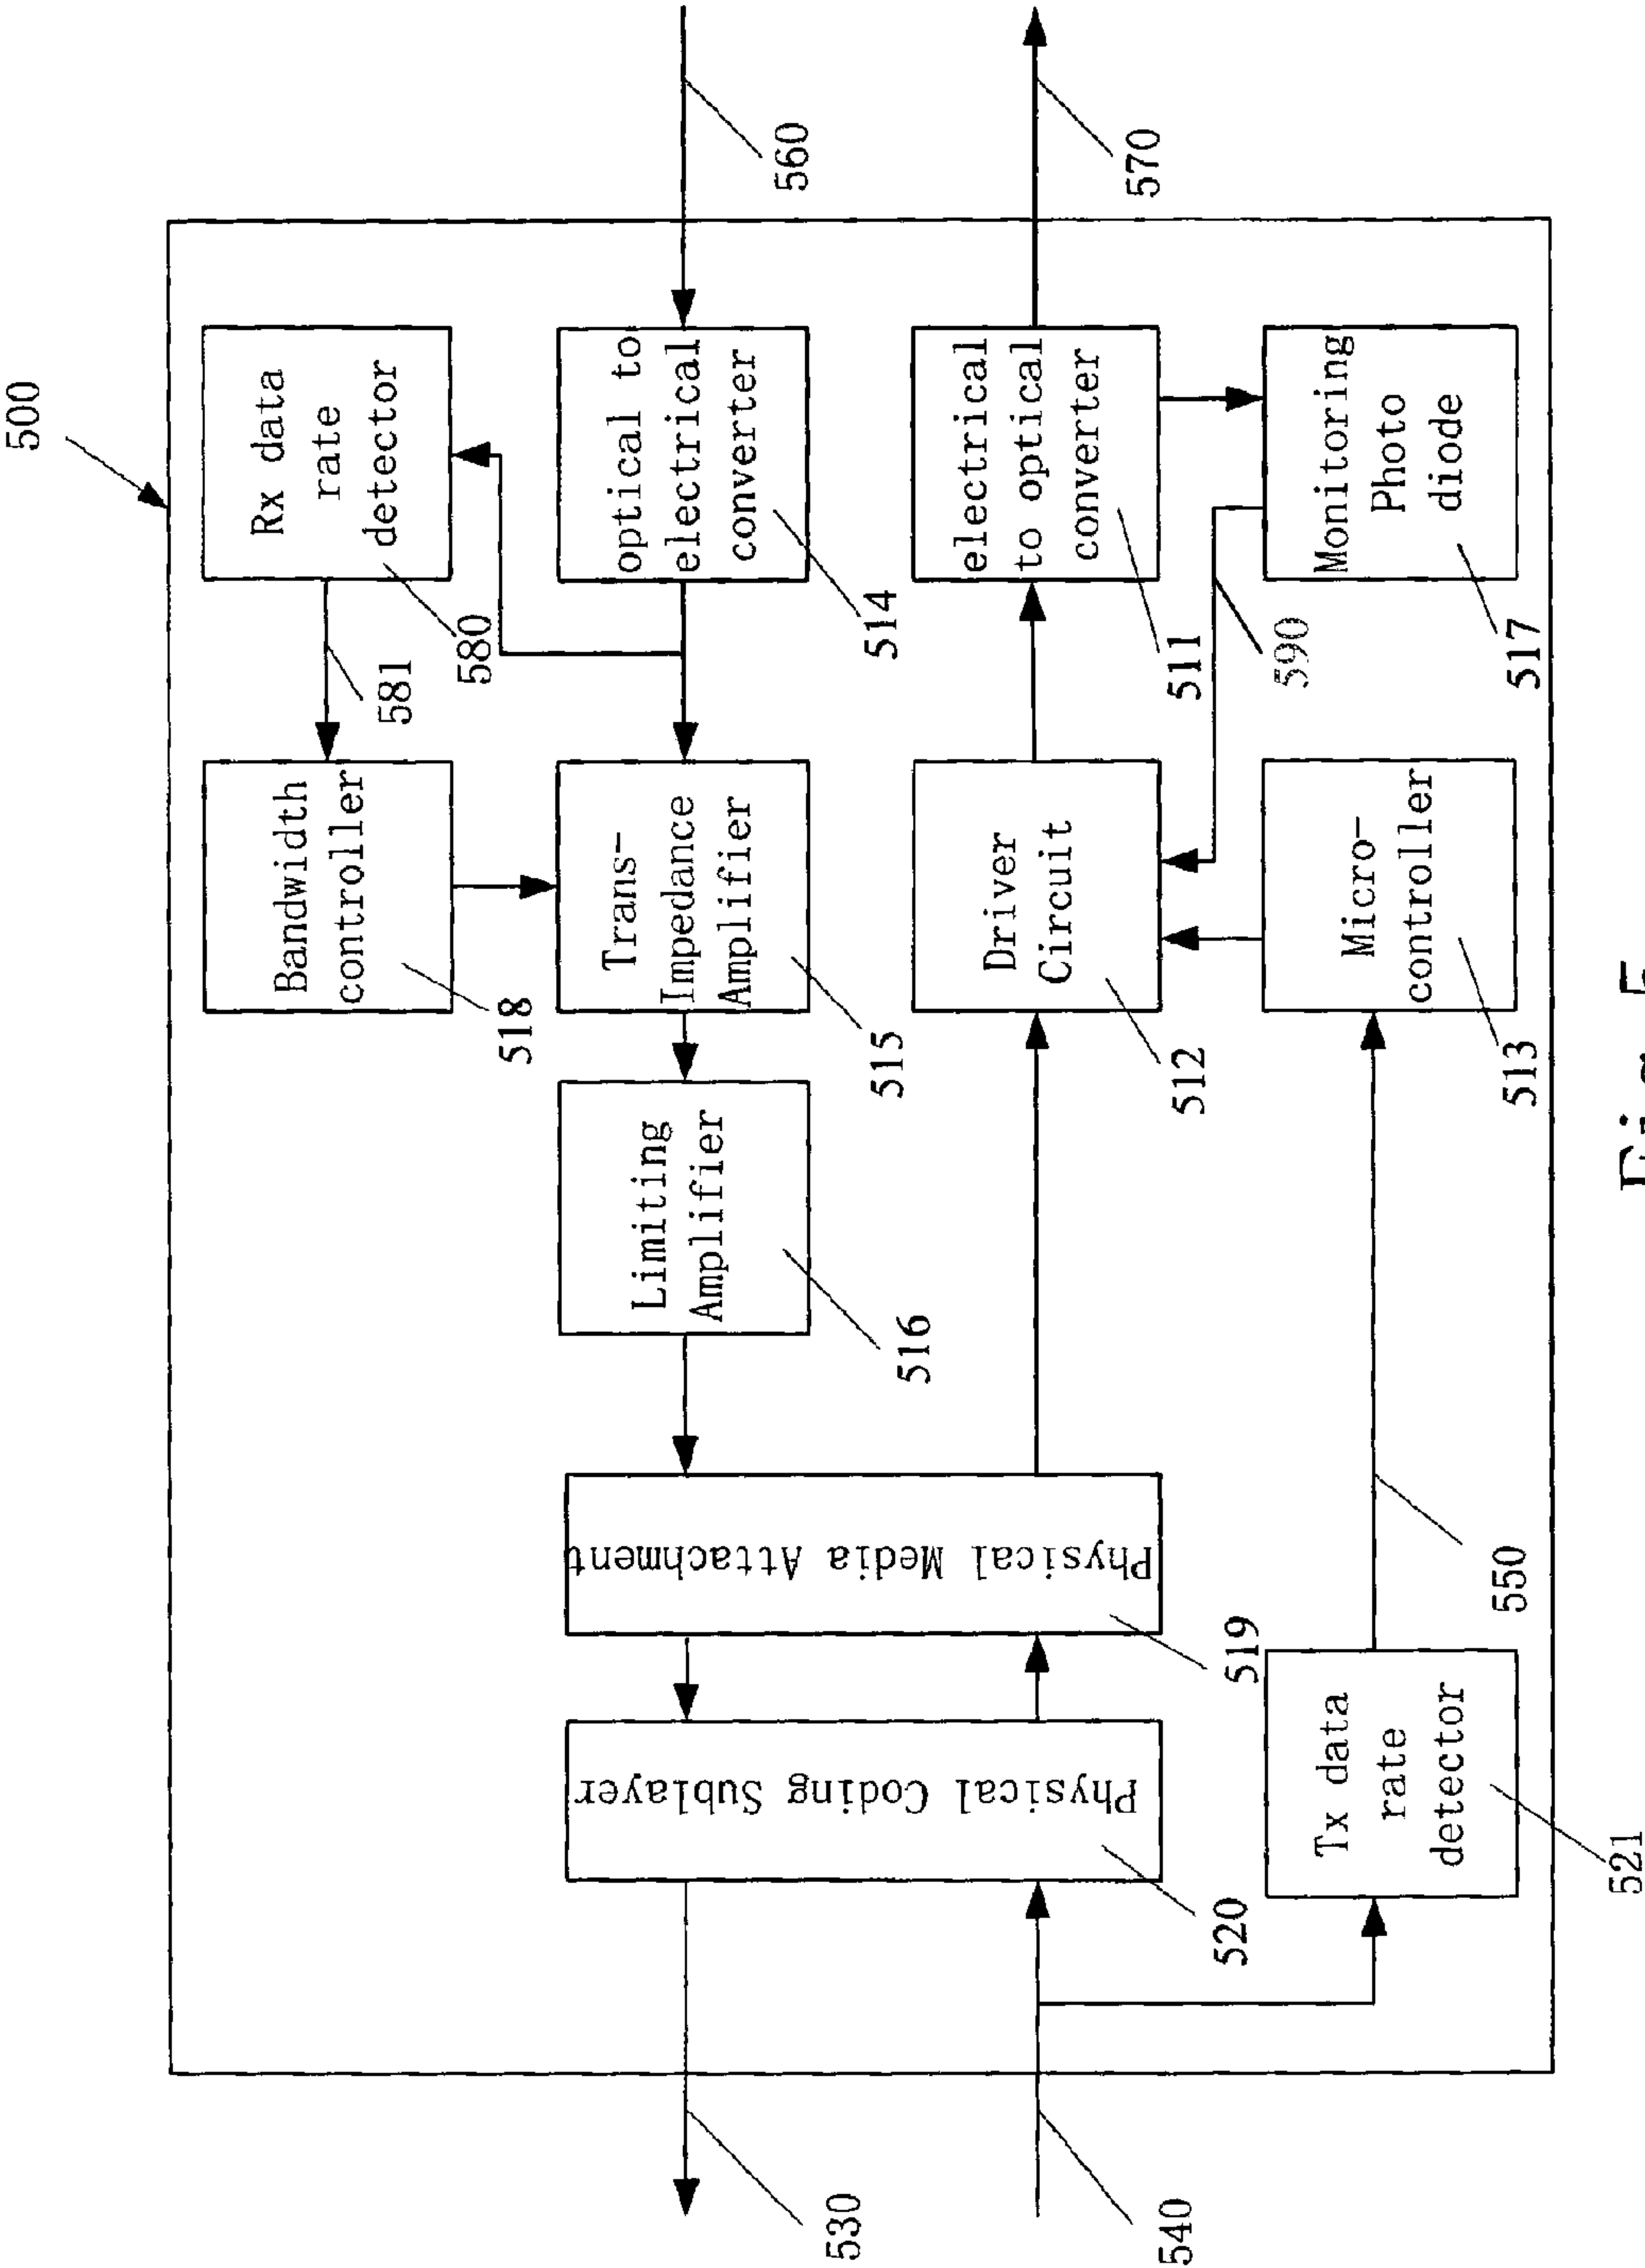 500
Rx data
rate
detector
580
581
Bandwidth
controller
518
560
optical to
electrical
converter
514
Trans-
Impedance
Amplifier
515
Limiting
Amplifier
516
Physical Media Attachment
519
Physical Coding Sublayer
520
530
540
570
electrical
to optical
converter
511
Driver
Circuit
512
590
Monitoring
Photo
diode
517
Micro-
controller
513
550
Tx data
rate
detector
521
Fig. 5